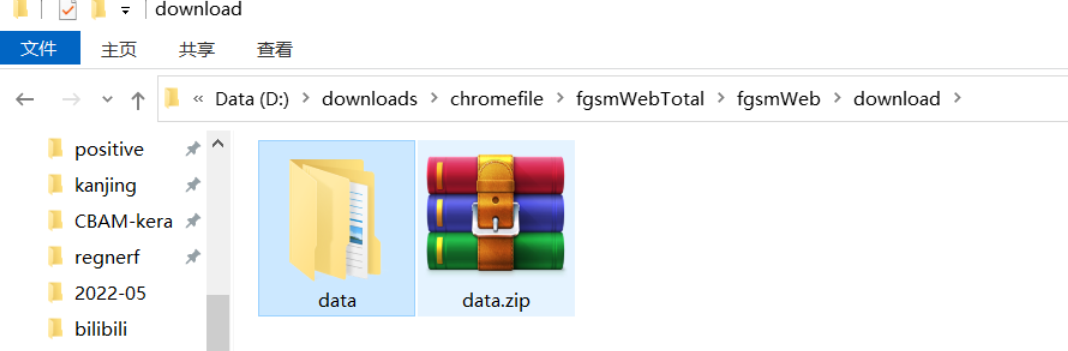 download
文件 主页 共享 查看
« Data (D:) > downloads > chromefile > fgsmWebTotal > fgsmWeb > download >
positive
kanjing
CBAM-kera
regnerf
2022-05
bilibili
data
data.zip